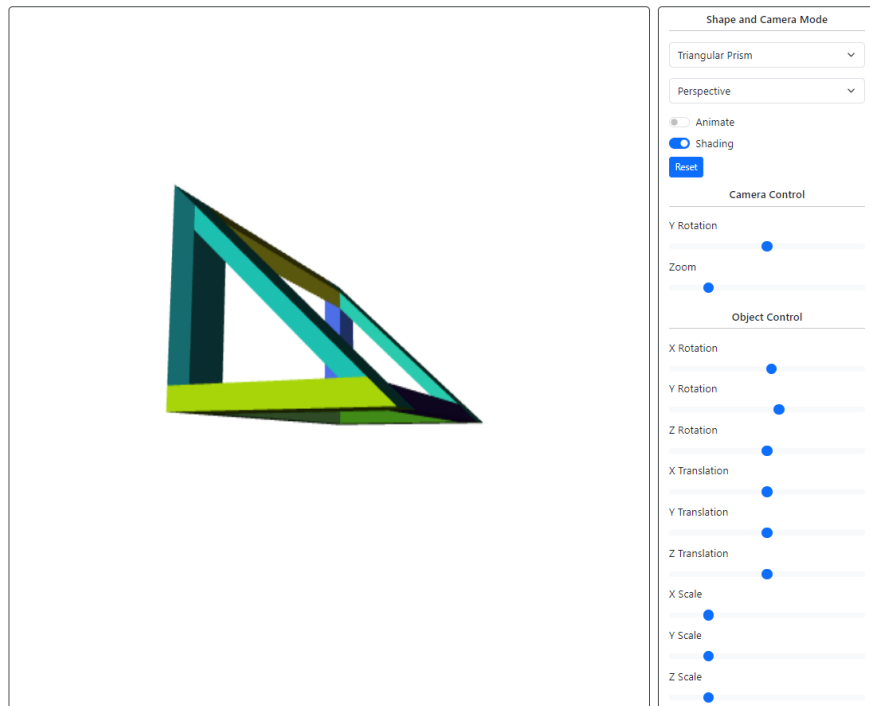 Shape and Camera Mode
Triangular Prism
Perspective
Animate
Shading
Reset
Camera Control
Y Rotation
Zoom
Object Control
X Rotation
Y Rotation
Z Rotation
X Translation
Y Translation
Z Translation
X Scale
Y Scale
Z Scale